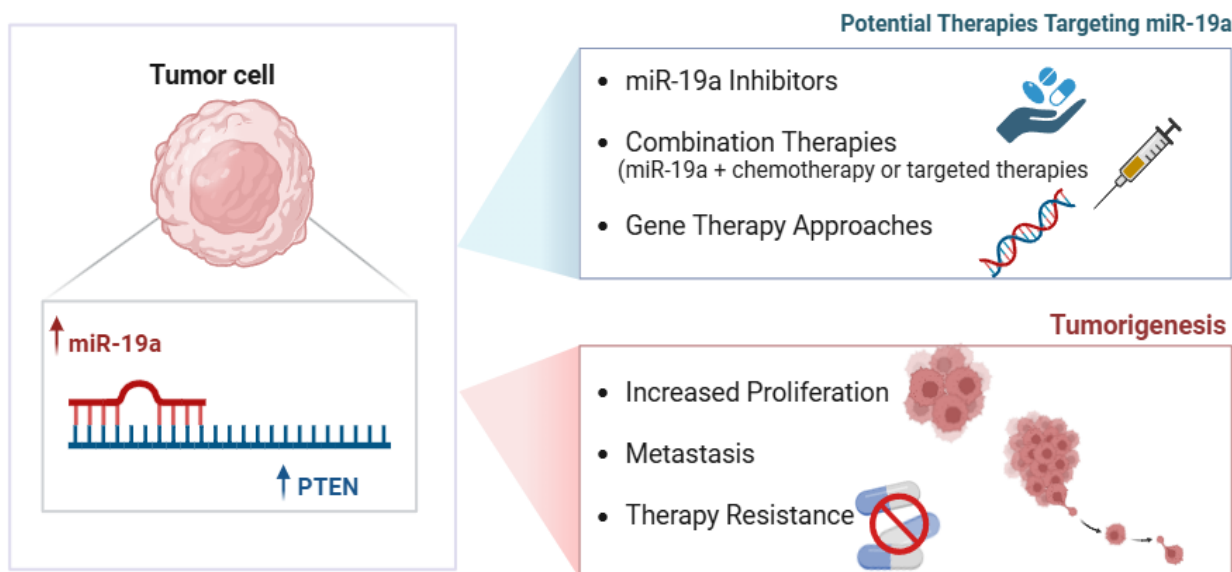 Tumor cell
↑ miR-19a
↑ PTEN
Potential Therapies Targeting miR-19a
• miR-19a Inhibitors
• Combination Therapies
(miR-19a + chemotherapy or targeted therapies
• Gene Therapy Approaches
Tumorigenesis
• Increased Proliferation
• Metastasis
• Therapy Resistance